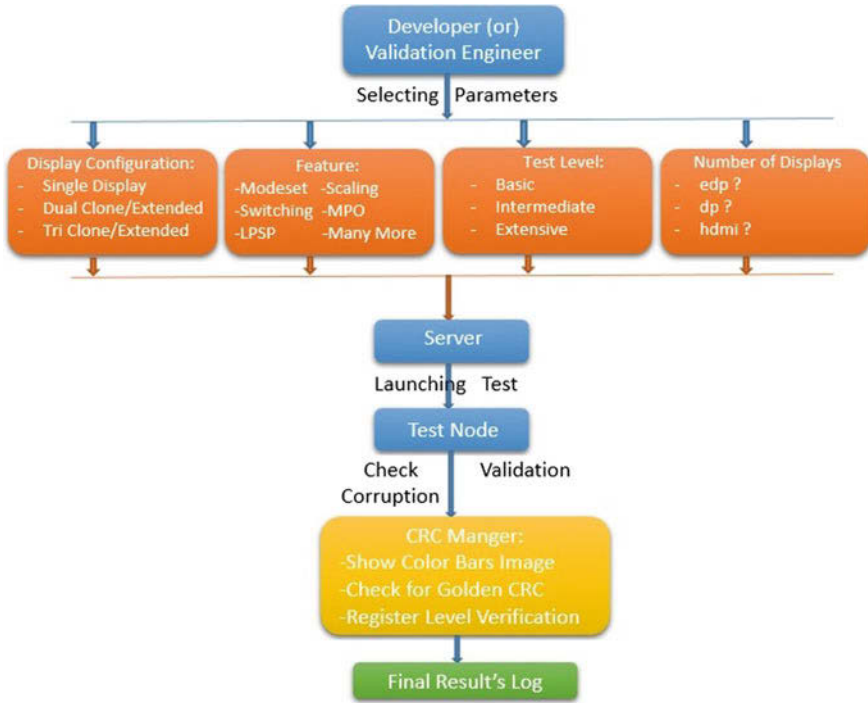 Developer (or)
Validation Engineer
Selecting Parameters
Display Configuration:
- Single Display
- Dual Clone/Extended
- Tri Clone/Extended
Feature:
-Modeset -Scaling
-Switching -MPO
-LPSP -Many More
Test Level:
- Basic
- Intermediate
- Extensive
Number of Displays
- edp ?
- dp ?
- hdmi ?
Server
Launching Test
Test Node
Check Validation
Corruption
CRC Manger:
-Show Color Bars Image
-Check for Golden CRC
-Register Level Verification
Final Result's Log